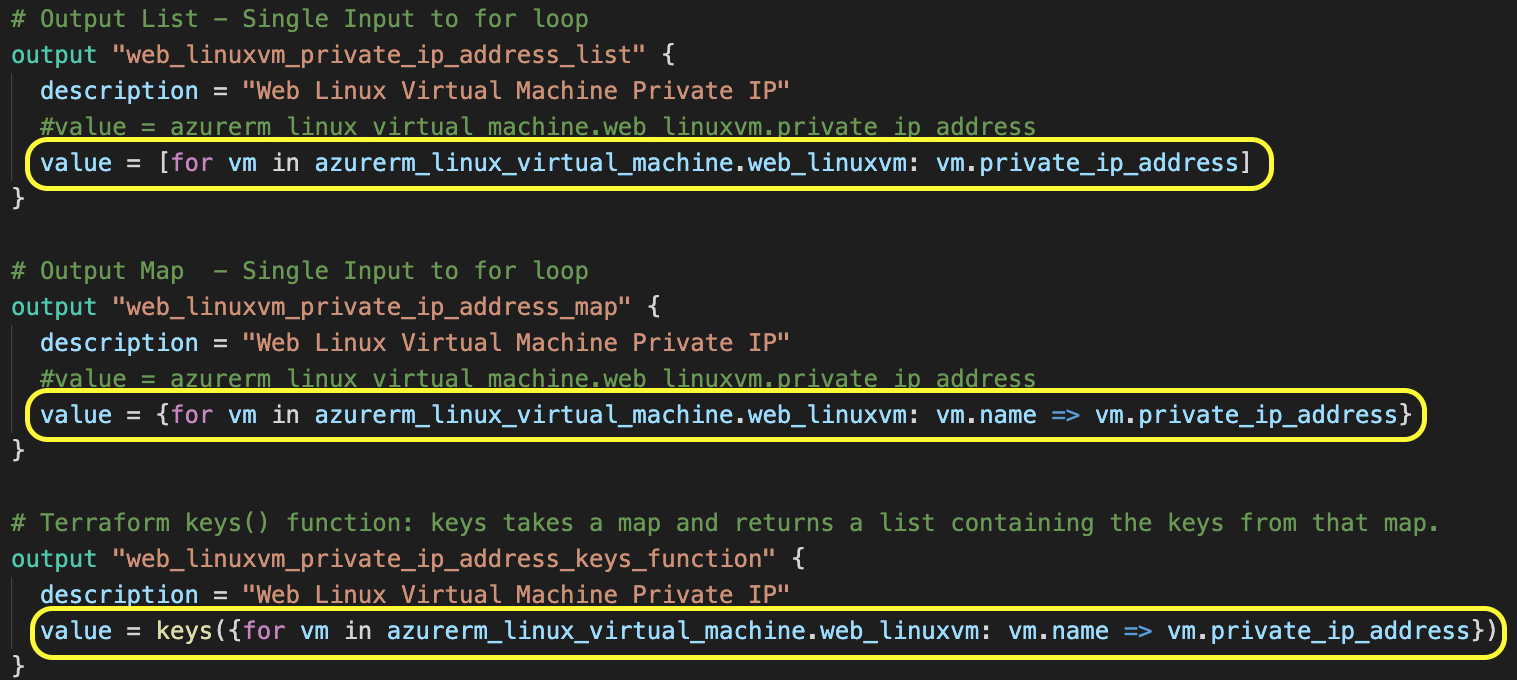 # Output List - Single Input to for loop
output "web_linuxvm_private_ip_address_list" {
  description = "Web Linux Virtual Machine Private IP"
  #value = azurerm_linux_virtual_machine.web_linuxvm.private_ip_address
  value = [for vm in azurerm_linux_virtual_machine.web_linuxvm: vm.private_ip_address]
}
# Output Map  - Single Input to for loop
output "web_linuxvm_private_ip_address_map" {
  description = "Web Linux Virtual Machine Private IP"
  #value = azurerm_linux_virtual_machine.web_linuxvm.private_ip_address
  value = {for vm in azurerm_linux_virtual_machine.web_linuxvm: vm.name => vm.private_ip_address}
}
# Terraform keys() function: keys takes a map and returns a list containing the keys from that map.
output "web_linuxvm_private_ip_address_keys_function" {
  description = "Web Linux Virtual Machine Private IP"
  value = keys({for vm in azurerm_linux_virtual_machine.web_linuxvm: vm.name => vm.private_ip_address})
}